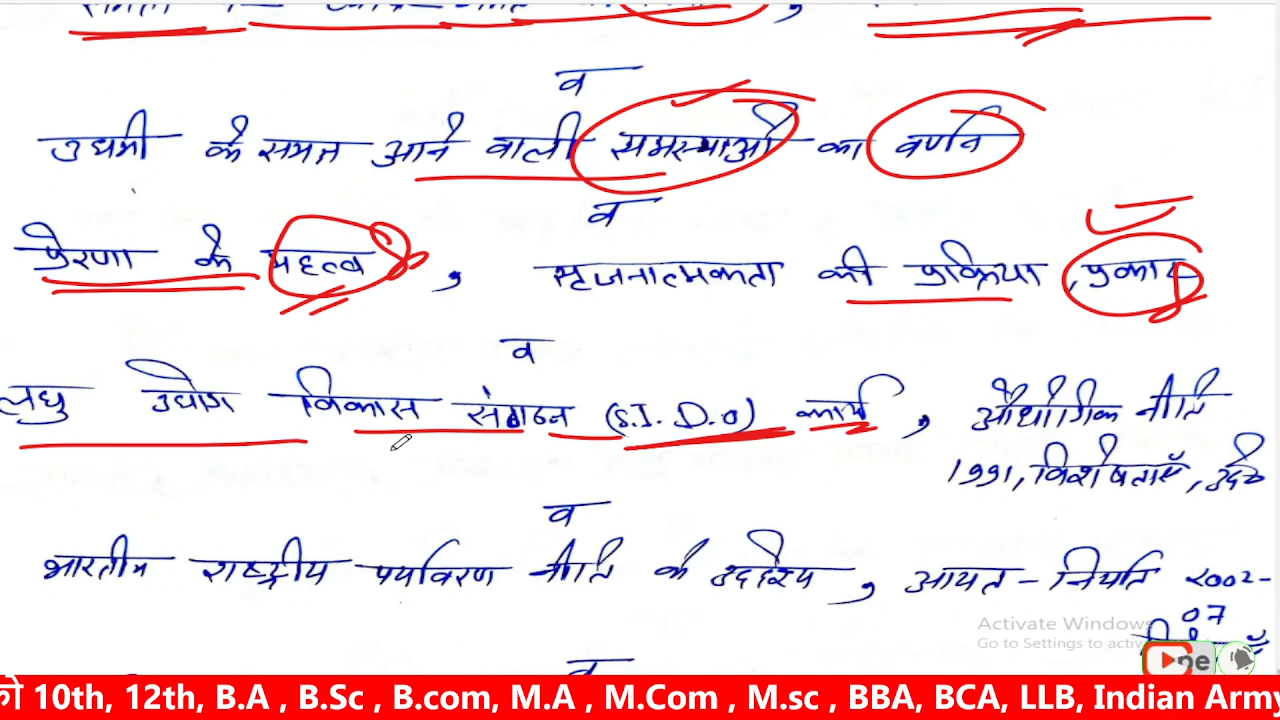 व
उद्यमी के समक्ष आने वाली समस्याओं का वर्णन
व
प्रेरणा के महत्व , सृजनात्मकता की प्रक्रिया , प्रकार
व
लघु उद्योग विकास संगठन (S.I.D.O) कार्य , औद्योगिक नीति
1991, विशेषताएँ, उद्देश्य
व
भारतीय राष्ट्रीय पर्यावरण नीति के उद्देश्य , आयात - निर्यात 2002-
07
व
Activate Windows
Go to Settings to activ
को 10th, 12th, B.A , B.Sc , B.com, M.A , M.Com , M.sc , BBA, BCA, LLB, Indian Army